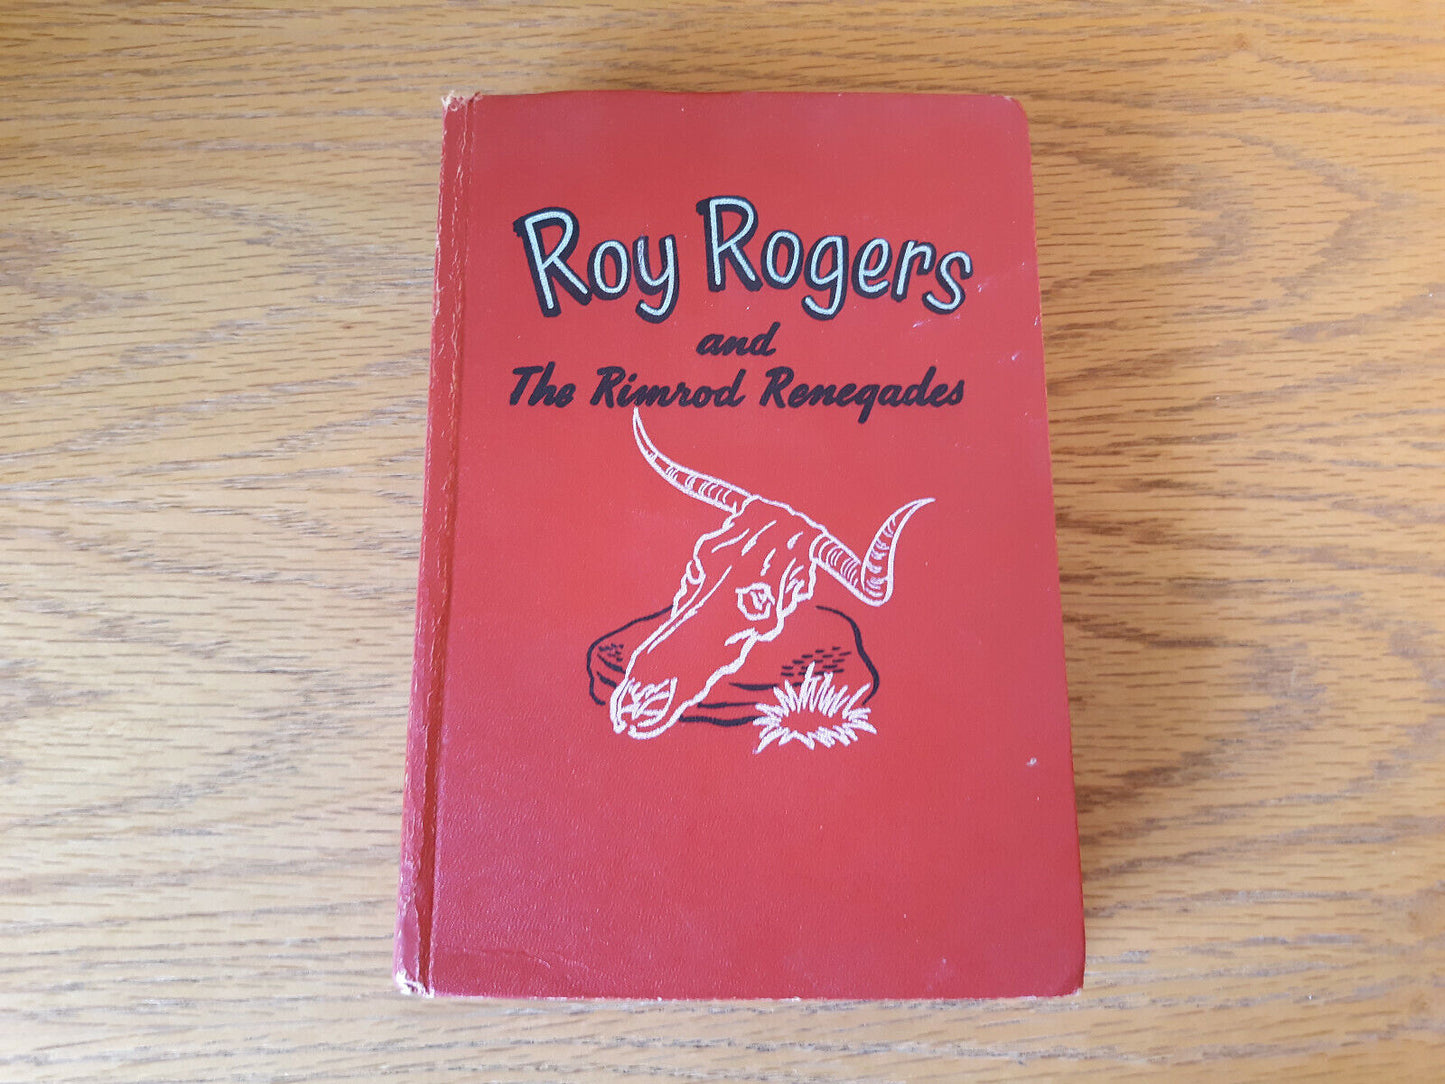 Roy Rogers
and
The Rimrod Renegades